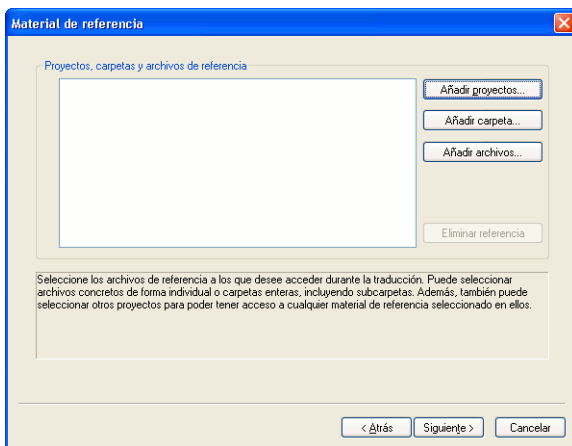 Material de referencia
Proyectos, carpetas y archivos de referencia
Añadir proyectos...
Añadir carpeta...
Añadir archivos...
Eliminar referencia
Seleccione los archivos de referencia a los que desee acceder durante la traducción. Puede seleccionar
archivos concretos de forma individual o carpetas enteras, incluyendo subcarpetas. Además, también puede
seleccionar otros proyectos para poder tener acceso a cualquier material de referencia seleccionado en ellos.
< Atrás
Siguiente >
Cancelar